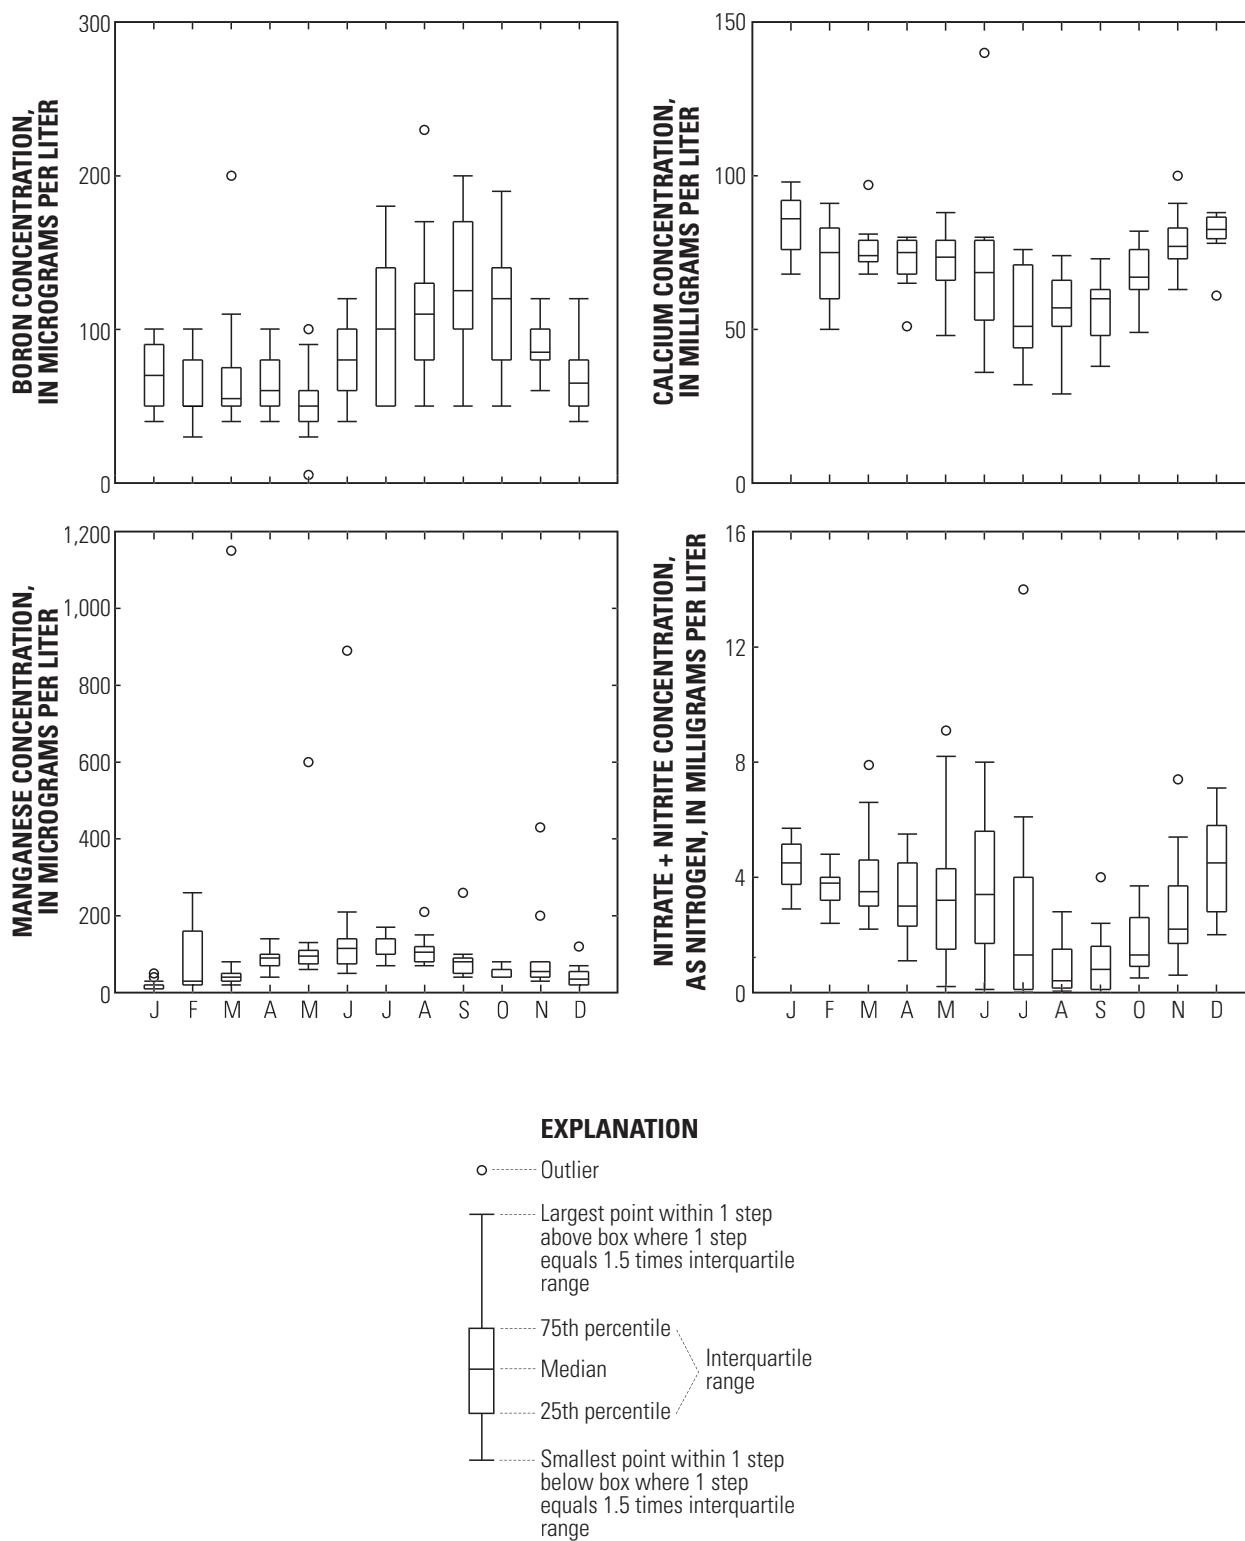 BORON CONCENTRATION,
IN MICROGRAMS PER LITER
300
200
100
0
CALCIUM CONCENTRATION,
IN MILLIGRAMS PER LITER
150
100
50
0
MANGANESE CONCENTRATION,
IN MICROGRAMS PER LITER
1,200
1,000
800
600
400
200
0
J F M A M J J A S O N D
NITRATE + NITRITE CONCENTRATION,
AS NITROGEN, IN MILLIGRAMS PER LITER
16
12
8
4
0
J F M A M J J A S O N D
EXPLANATION
Outlier
Largest point within 1 step
above box where 1 step
equals 1.5 times interquartile
range
75th percentile
Median
25th percentile
Interquartile
range
Smallest point within 1 step
below box where 1 step
equals 1.5 times interquartile
range